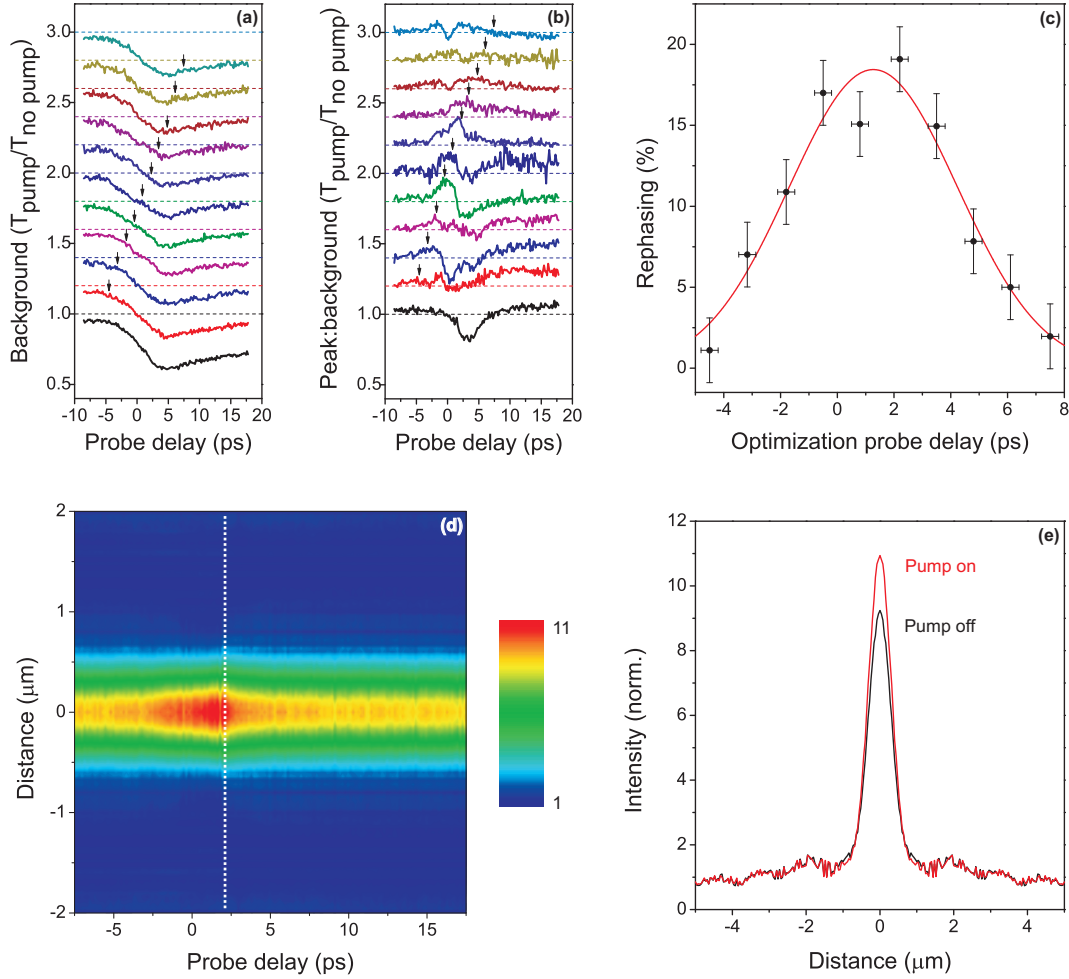 (a)
Background (Tpump/Tno pump)
3.0
2.5
2.0
1.5
1.0
0.5
-10 -5 0 5 10 15 20
Probe delay (ps)
(b)
Peak:background (Tpump/Tno pump)
3.0
2.5
2.0
1.5
1.0
0.5
-10 -5 0 5 10 15 20
Probe delay (ps)
(c)
Rephasing (%)
20
15
10
5
0
-4 -2 0 2 4 6 8
Optimization probe delay (ps)
(d)
Distance (μm)
2
1
0
-1
-2
-5 0 5 10 15
Probe delay (ps)
11
1
(e)
Intensity (norm.)
12
10
8
6
4
2
0
Pump on
Pump off
-4 -2 0 2 4
Distance (μm)